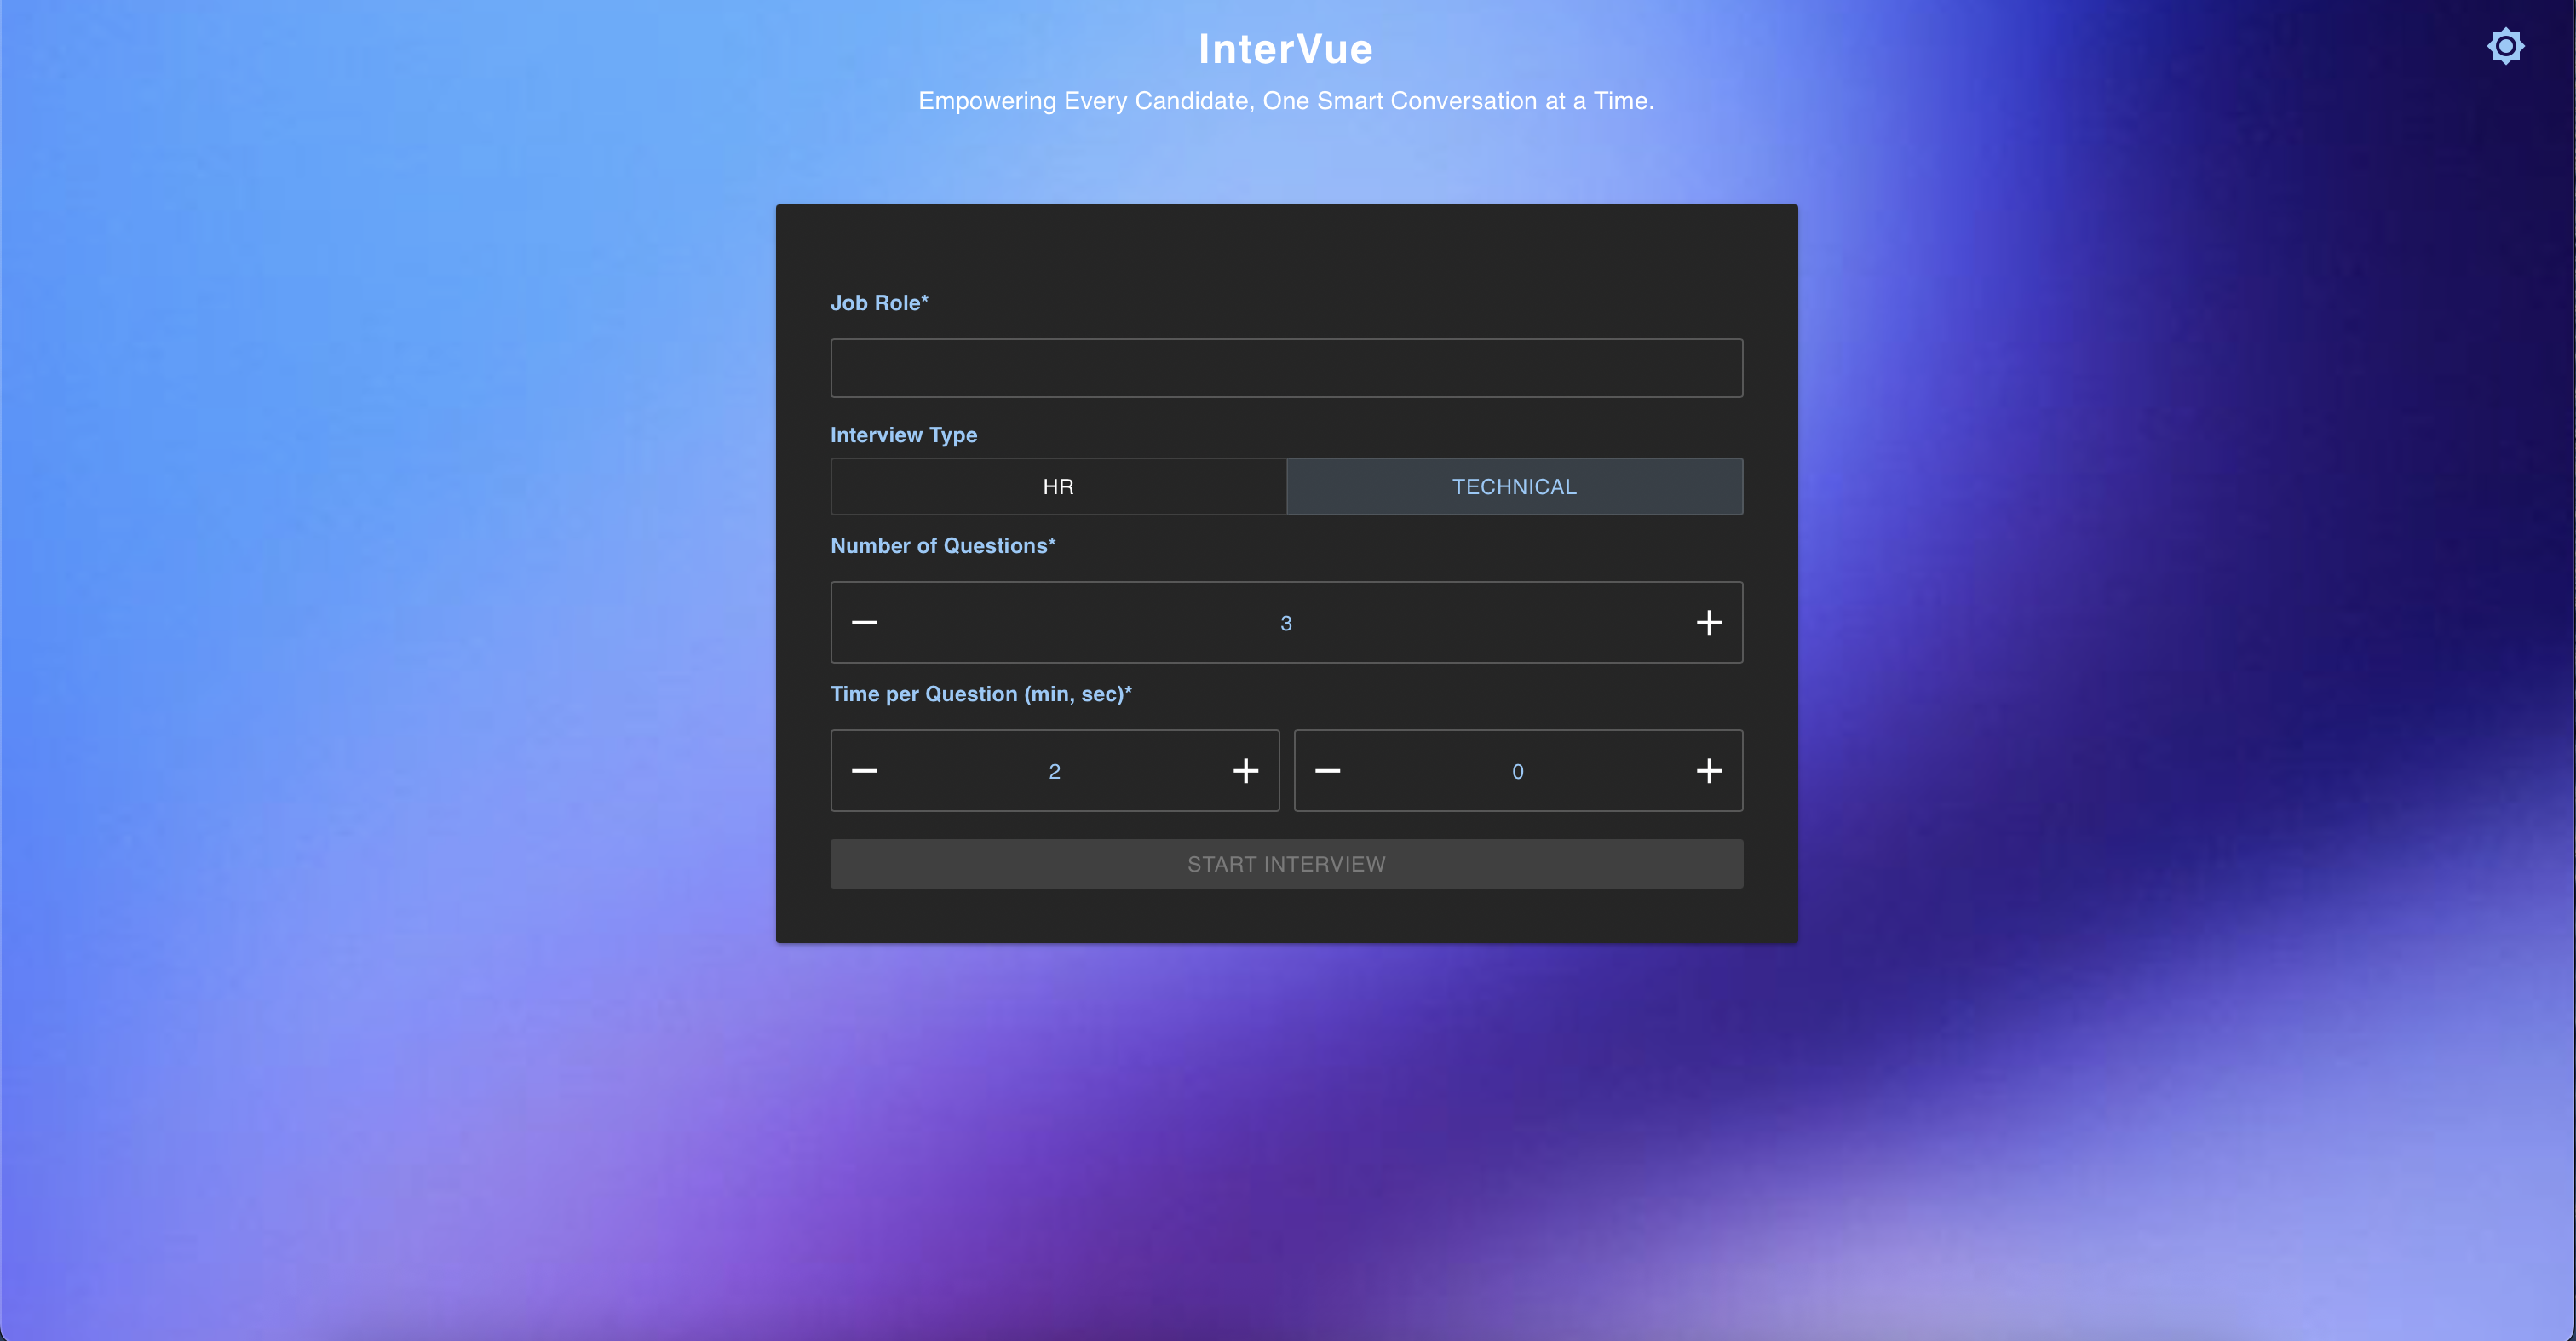 InterVue
Empowering Every Candidate, One Smart Conversation at a Time.
Job Role*
Interview Type
HR TECHNICAL
Number of Questions*
3
Time per Question (min, sec)*
2 0
START INTERVIEW